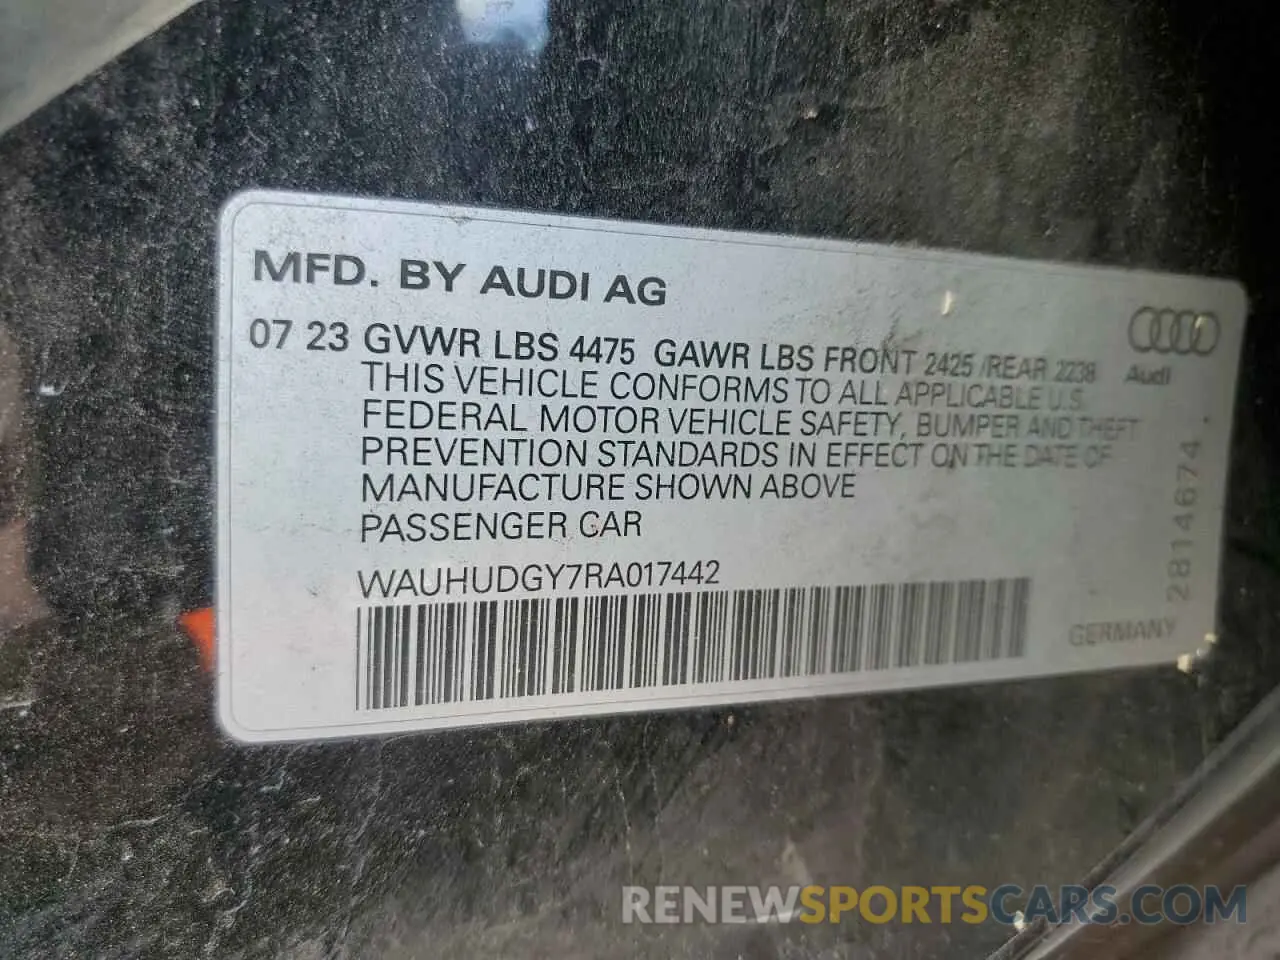 MFD. BY AUDI AG
07 23 GVWR LBS 4475 GAWR LBS FRONT 2425 /REAR 2238
THIS VEHICLE CONFORMS TO ALL APPLICABLE U.S.
FEDERAL MOTOR VEHICLE SAFETY, BUMPER AND THEFT
PREVENTION STANDARDS IN EFFECT ON THE DATE OF
MANUFACTURE SHOWN ABOVE
PASSENGER CAR
WAUHUDGY7RA017442
Audi
2814674
GERMANY
RENEWSPORTSCARS.COM